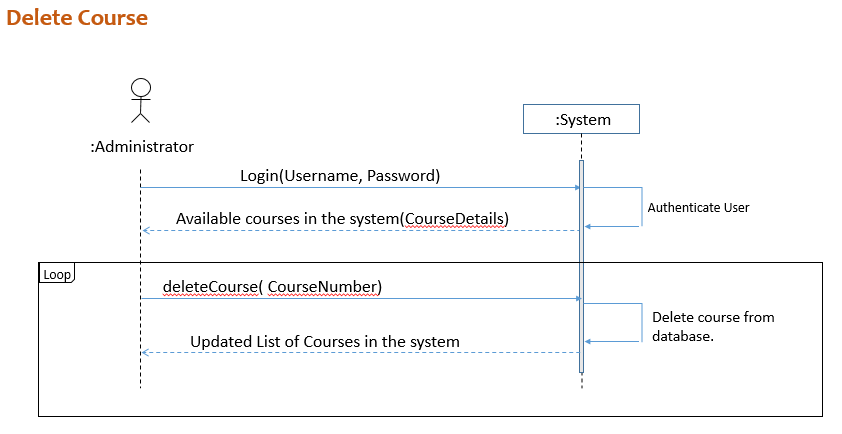 Delete Course
:System
:Administrator
Login(Username, Password)
Authenticate User
Available courses in the system(CourseDetails)
Loop
deleteCourse( CourseNumber)
Delete course from
database.
Updated List of Courses in the system